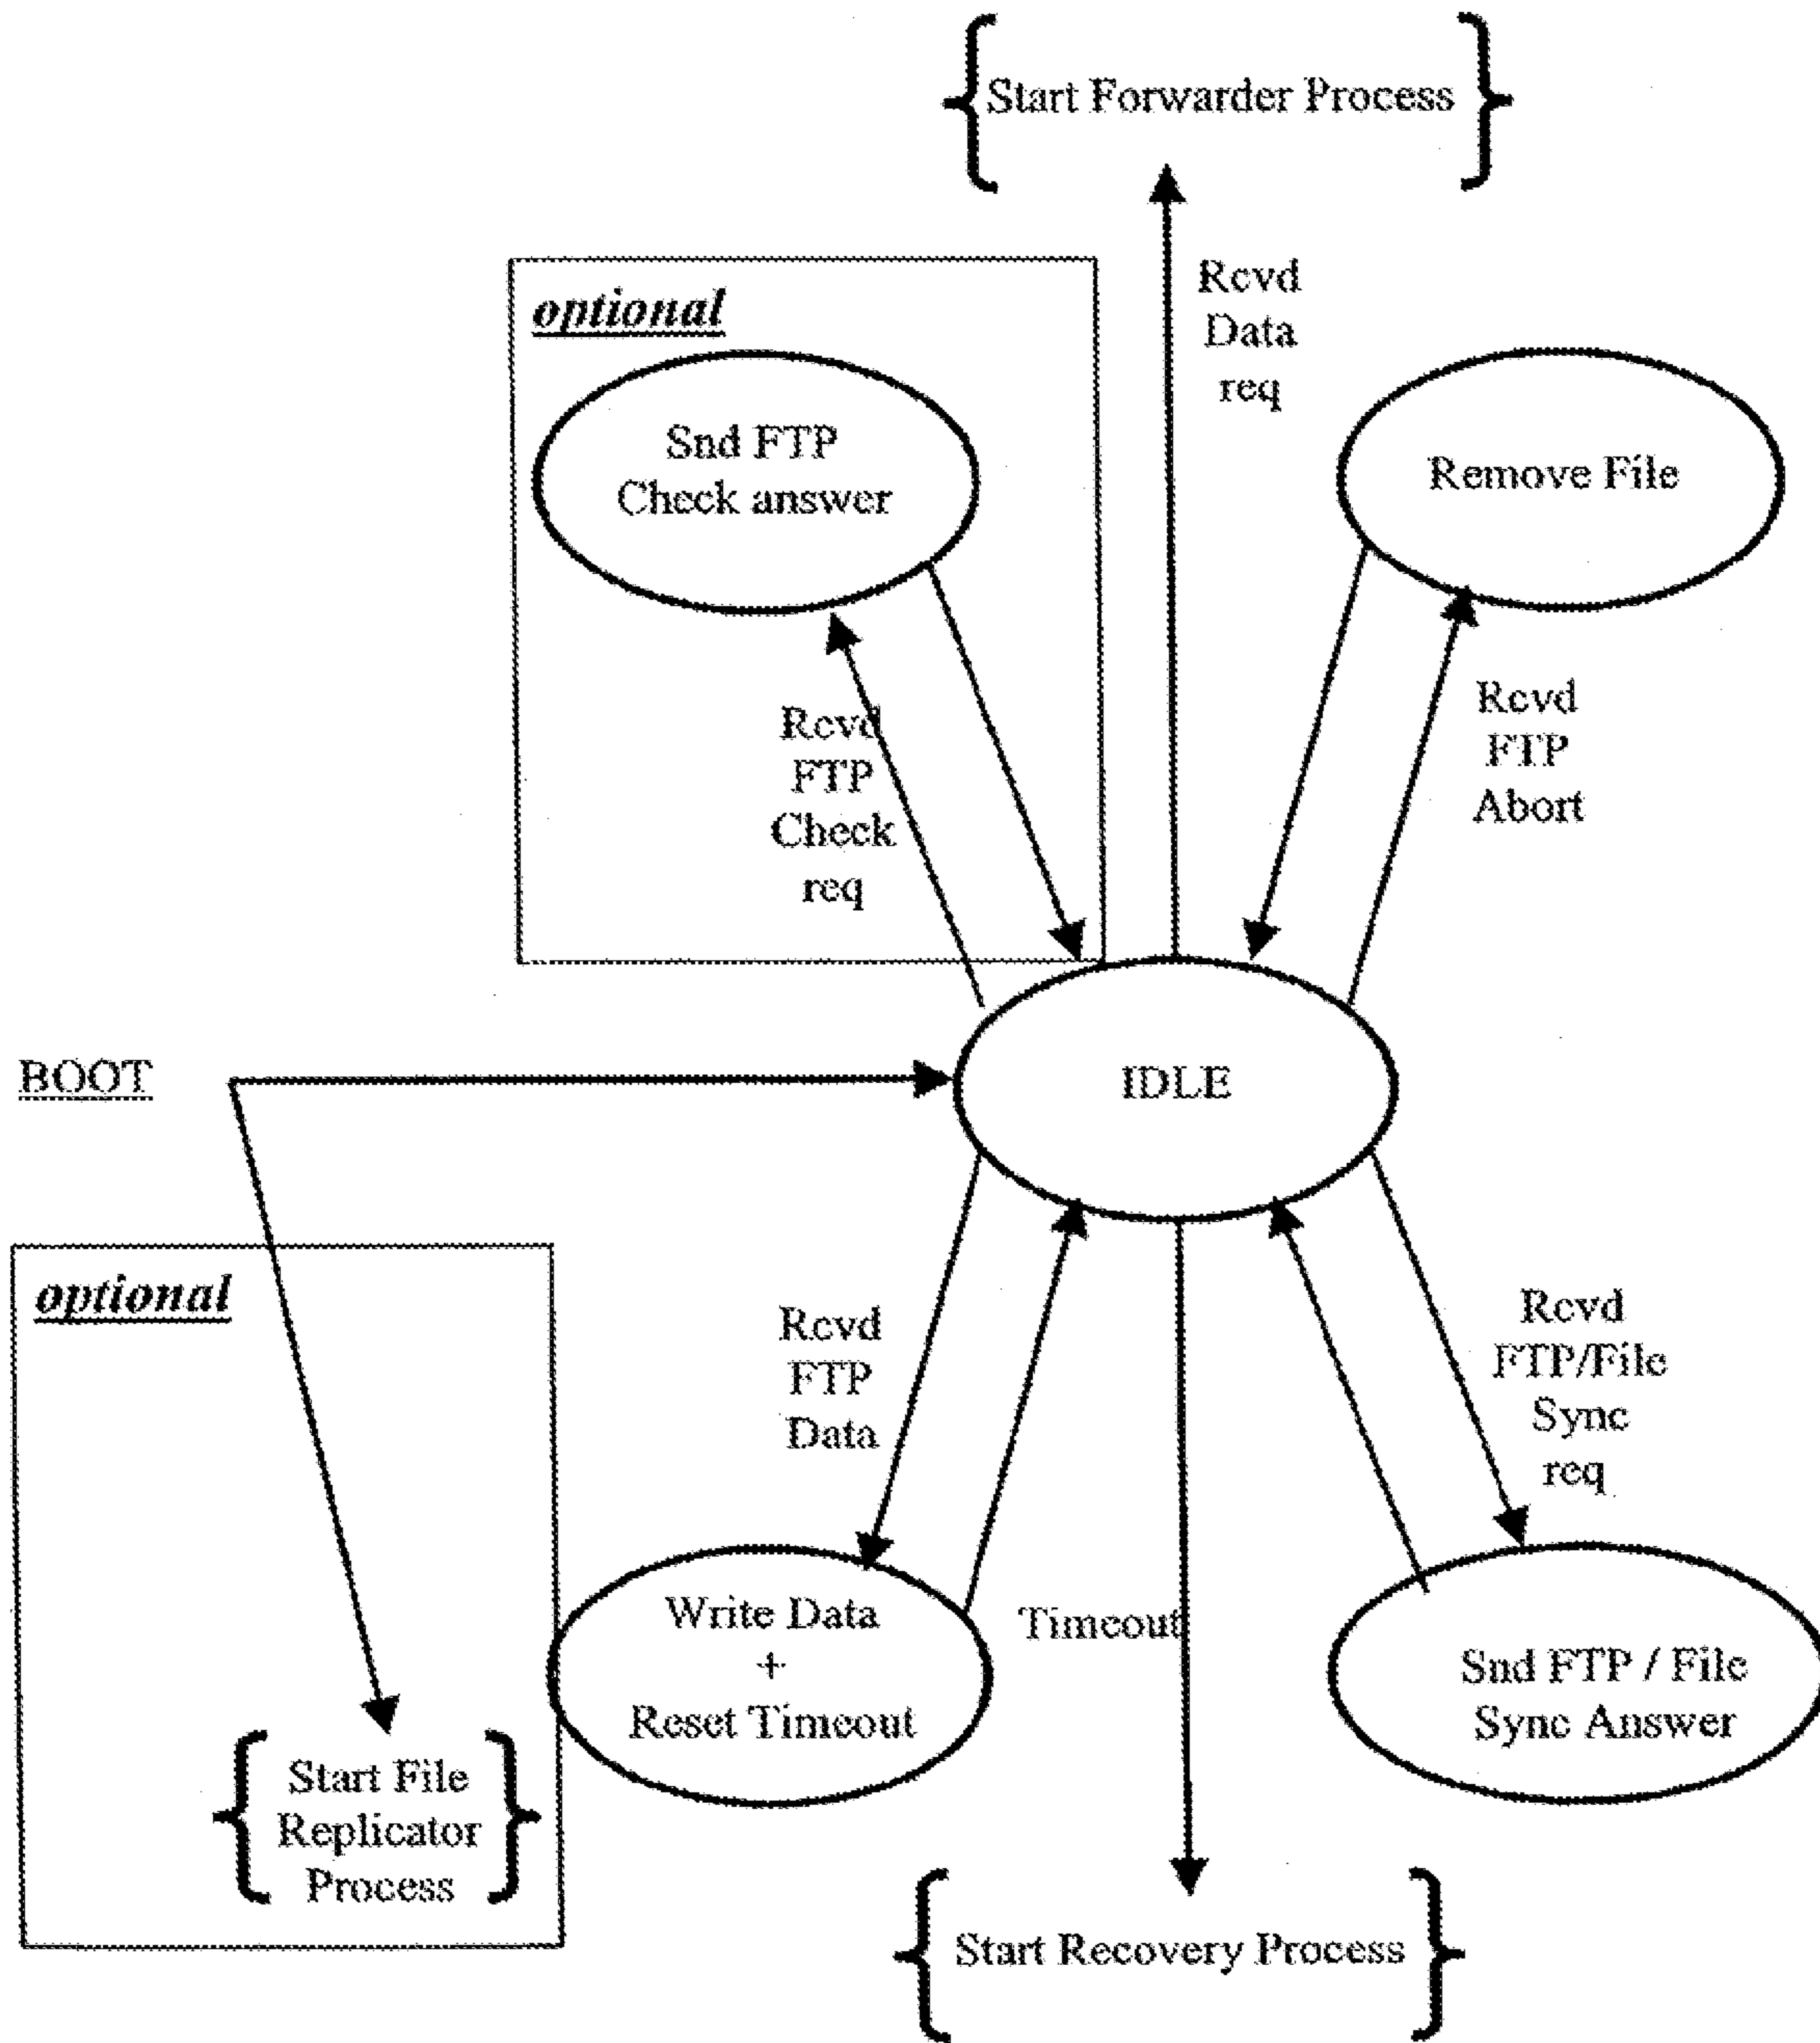 Start Forwarder Process
Rcvd
Data
req
optional
Snd FTP
Check answer
Remove File
Rcvd
FTP
Check
req
Rcvd
FTP
Abort
BOOT
IDLE
optional
Rcvd
FTP
Data
Rcvd
FTP/File
Sync
req
Write Data
+
Reset Timeout
Timeout
Snd FTP / File
Sync Answer
Start File
Replicator
Process
Start Recovery Process